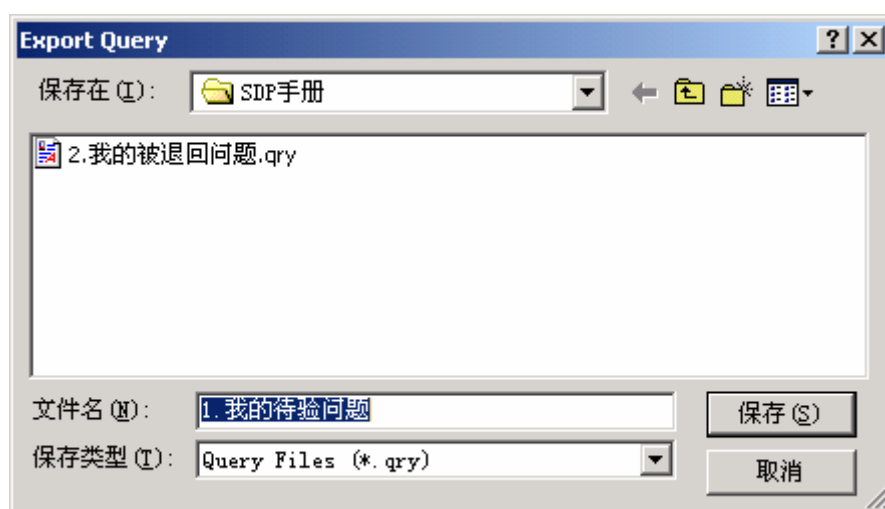 Export Query
保存在(I):
SDP手册
2.我的被退回问题.qry
文件名(N):
1.我的待验问题
保存(S)
保存类型(T):
Query Files (*.qry)
取消